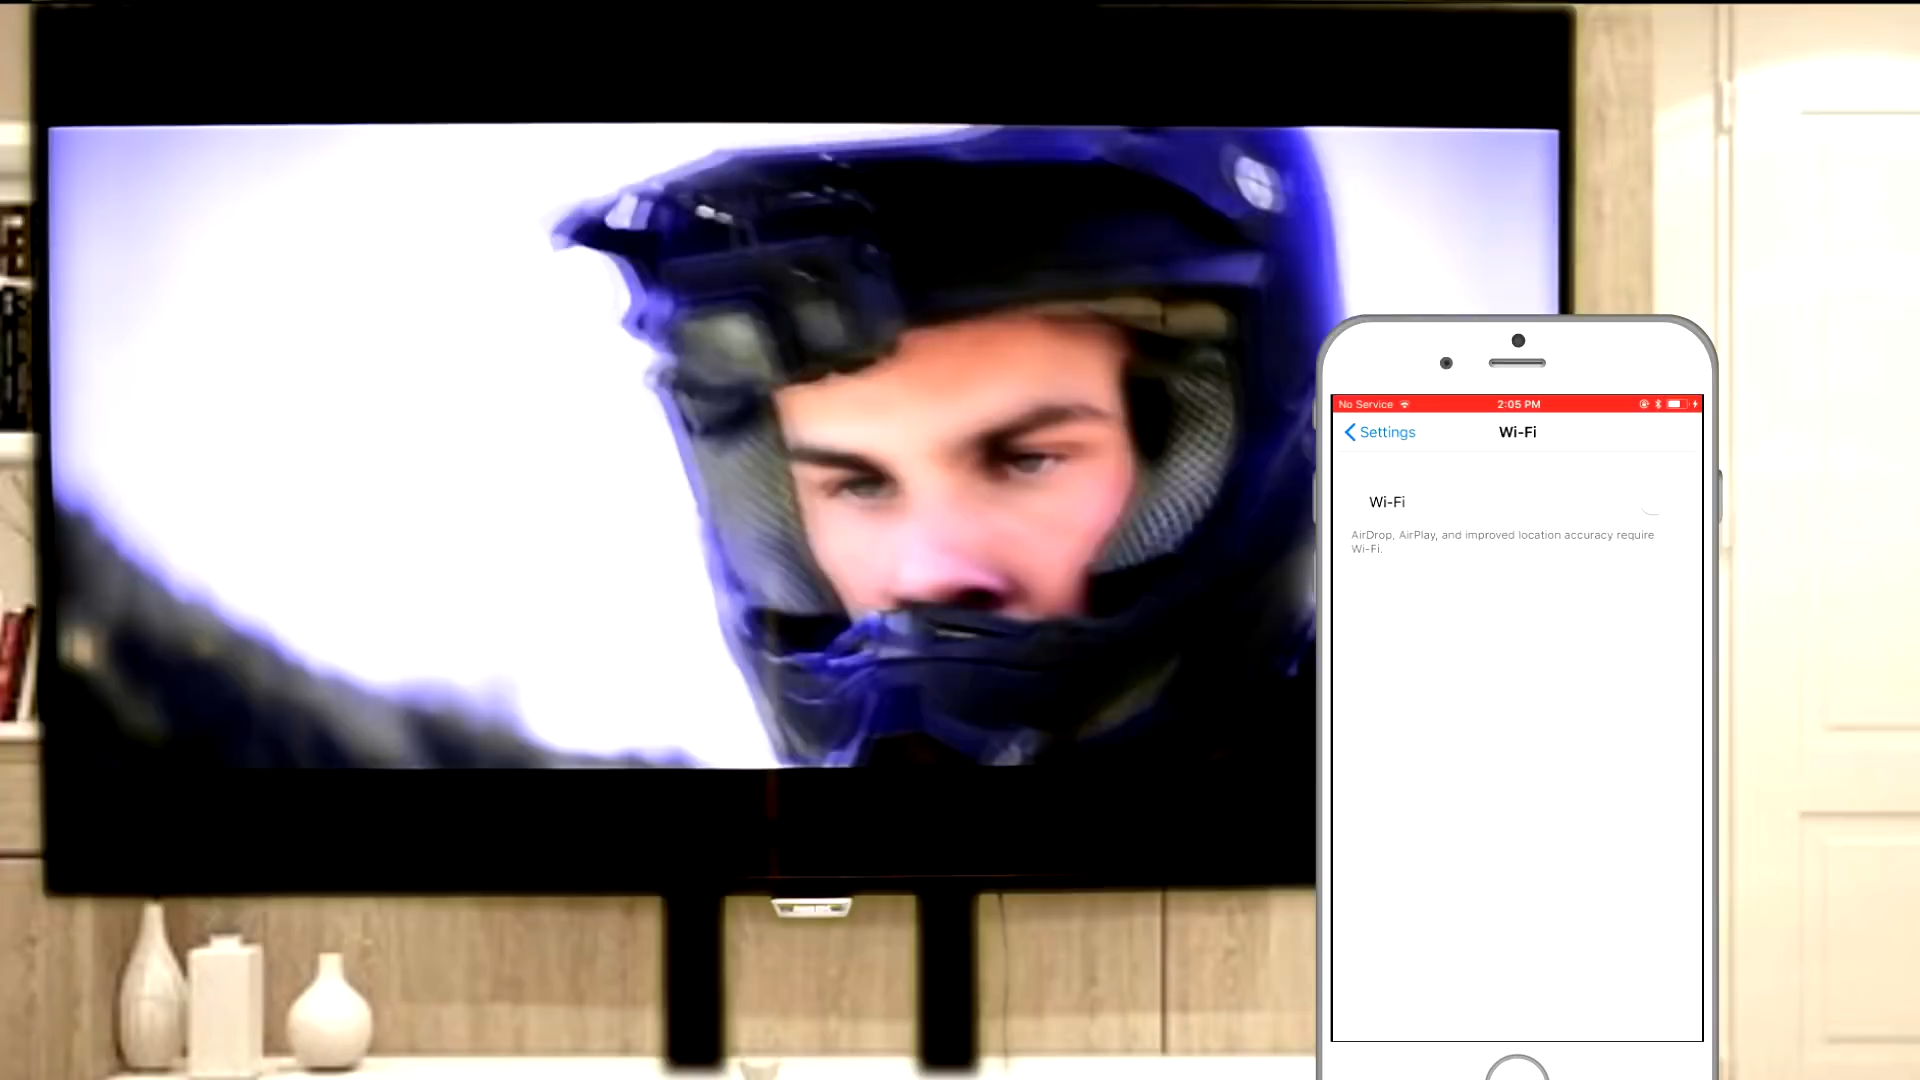 No Service
2:05 PM
Settings
Wi-Fi
Wi-Fi
AirDrop, AirPlay, and improved location accuracy require
Wi-Fi.